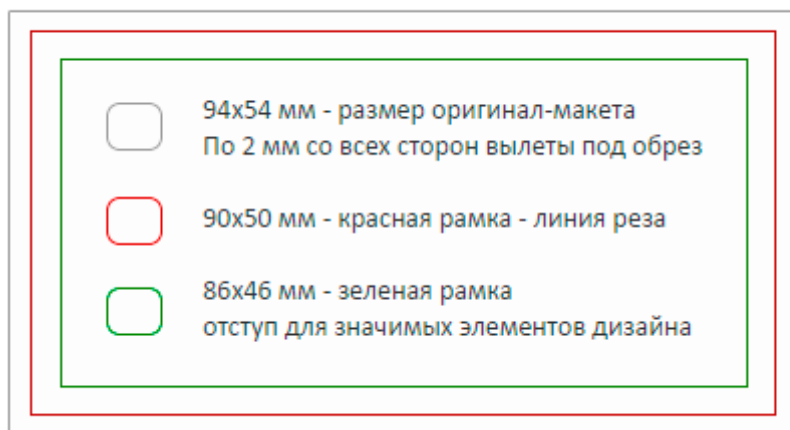 94х54 мм - размер оригинал-макета
По 2 мм со всех сторон вылеты под обрез
90х50 мм - красная рамка - линия реза
86х46 мм - зеленая рамка
отступ для значимых элементов дизайна